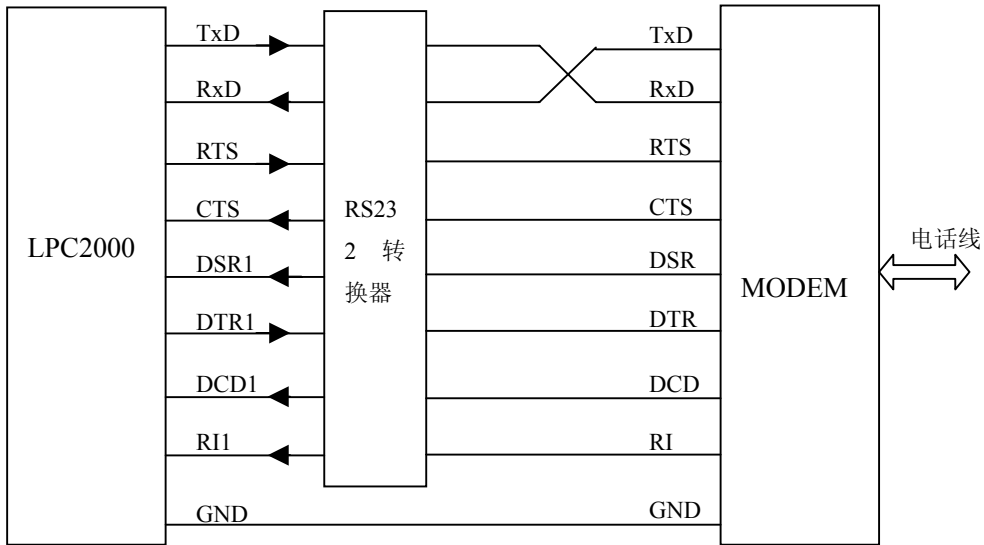 LPC2000
TxD
RxD
RTS
CTS
DSR1
DTR1
DCD1
RI1
GND
RS23
2 转
换器
TxD
RxD
RTS
CTS
DSR
DTR
DCD
RI
GND
MODEM
电话线